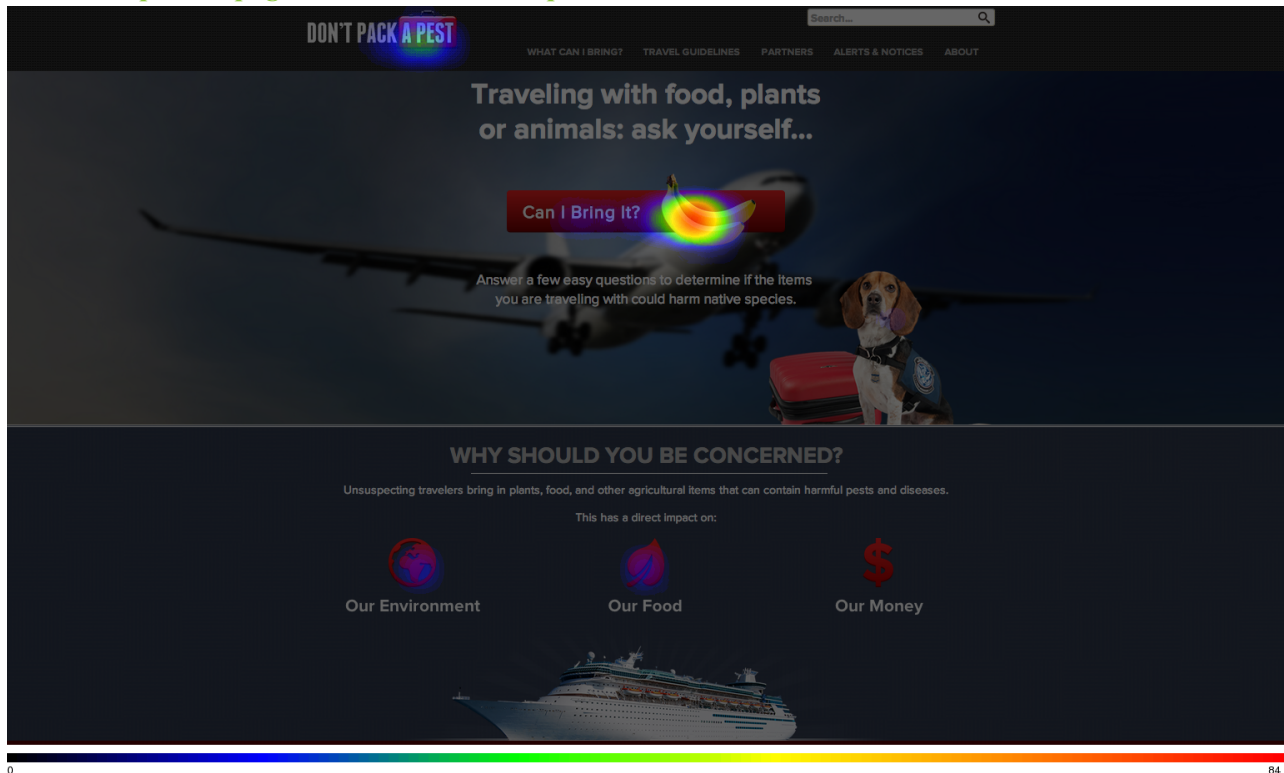 DON'T PACK A PEST
Search...
WHAT CAN I BRING? TRAVEL GUIDELINES PARTNERS ALERTS & NOTICES ABOUT
Traveling with food, plants
or animals: ask yourself...
Can I Bring It?
Answer a few easy questions to determine if the items
you are traveling with could harm native species.
WHY SHOULD YOU BE CONCERNED?
Unsuspecting travelers bring in plants, food, and other agricultural items that can contain harmful pests and diseases.
This has a direct impact on:
Our Environment
Our Food
$
Our Money
0
84